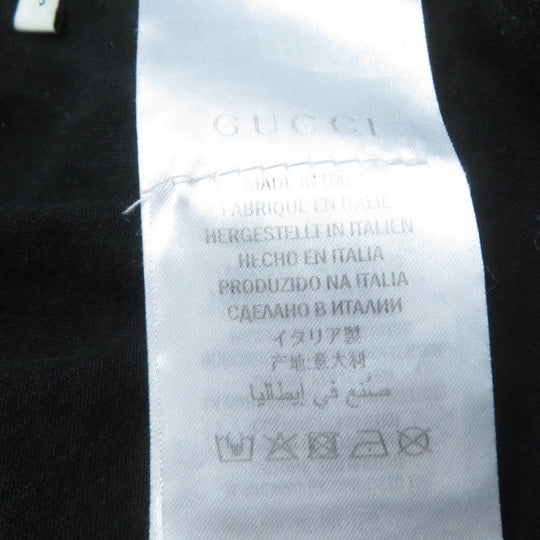 GUCCI
MADE IN ITALY
FABRIQUE EN ITALIE
HERGESTELLT IN ITALIEN
HECHO EN ITALIA
PRODUZIDO NA ITALIA
СДЕЛАНО В ИТАЛИИ
イタリア製
产地:意大利
صُنع في إيطاليا